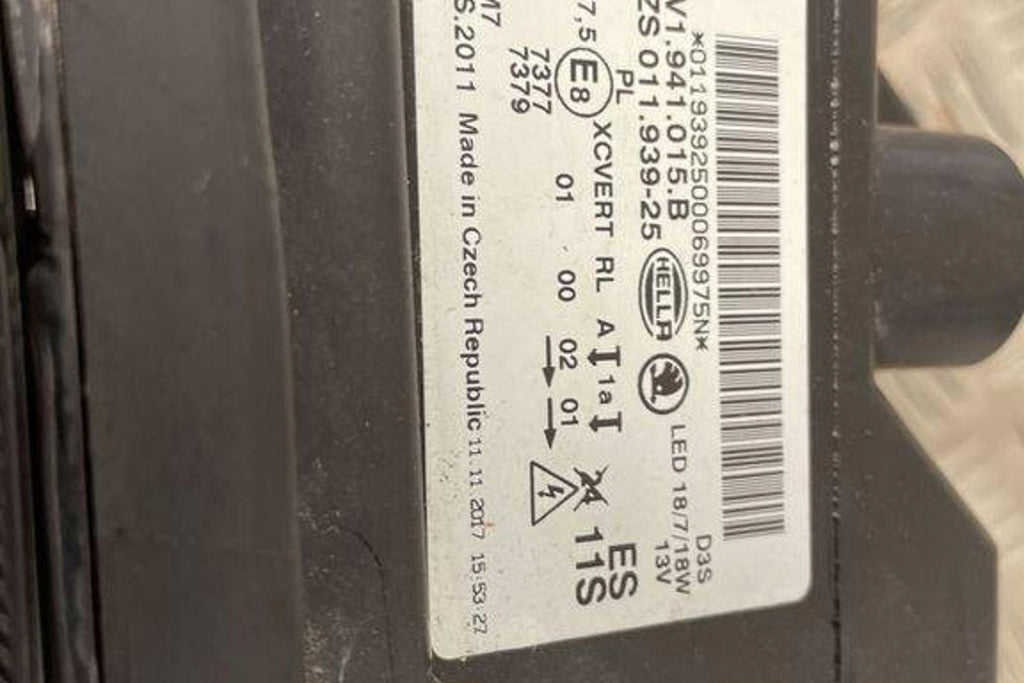 *0119392500069975N*
D3S
V1.941.015.B
LED 18/7/18W
ZS 011.939-25 HELLA
13V
PL
7,5 E8 XCVERT RL A 1a
ES
7377 01 00 02 01 24 11S
7379
M7
S.2011 Made in Czech Republic 11.11.2017 15:53:27